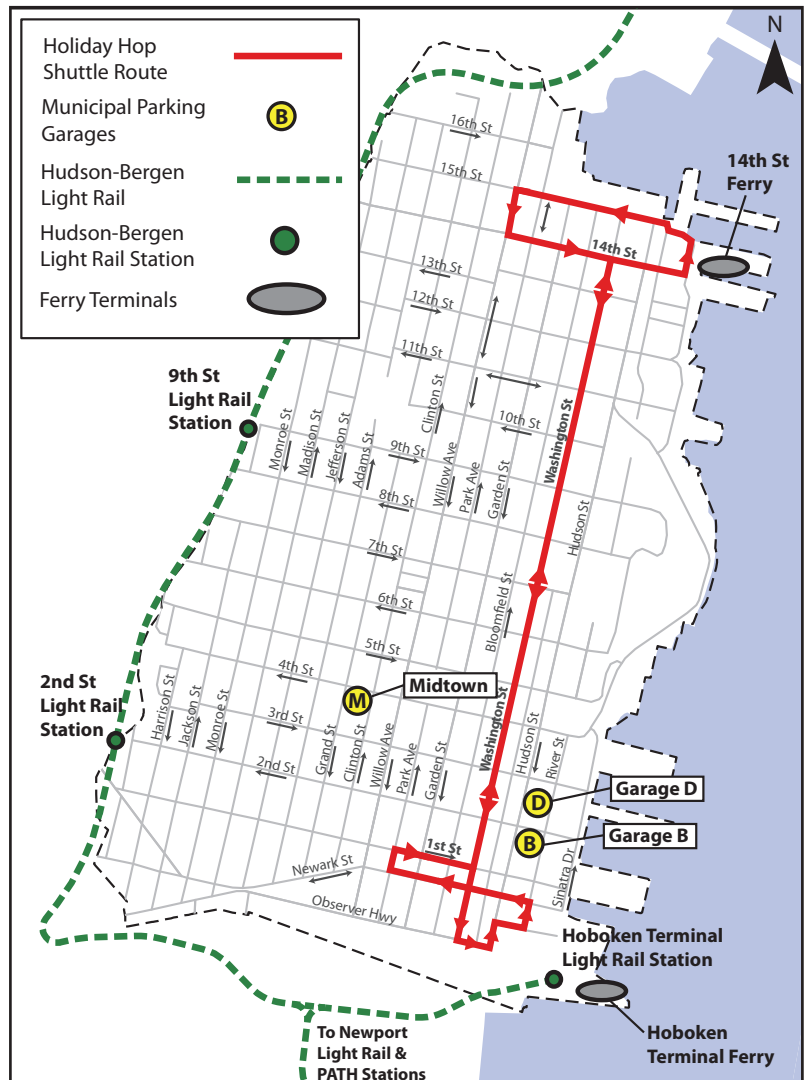 Holiday Hop
Shuttle Route
Municipal Parking
Garages
B
Hudson-Bergen
Light Rail
Hudson-Bergen
Light Rail Station
Ferry Terminals
N
16th St
15th St
14th St
Ferry
14th St
13th St
12th St
11th St
10th St
9th St
Light Rail
Station
Monroe St
Madison St
Jefferson St
Adams St
9th St
Clinton St
Willow Ave
Park Ave
Garden St
Washington St
Hudson St
8th St
7th St
6th St
Bloomfield St
5th St
4th St
M
Midtown
2nd St
Light Rail
Station
Harrison St
Jackson St
Monroe St
3rd St
2nd St
Grand St
Clinton St
Willow Ave
Park Ave
Garden St
Washington St
Hudson St
River St
D
Garage D
B
Garage B
1st St
Newark St
Observer Hwy
Sinatra Dr
Hoboken Terminal
Light Rail Station
Hoboken
Terminal Ferry
To Newport
Light Rail &
PATH Stations